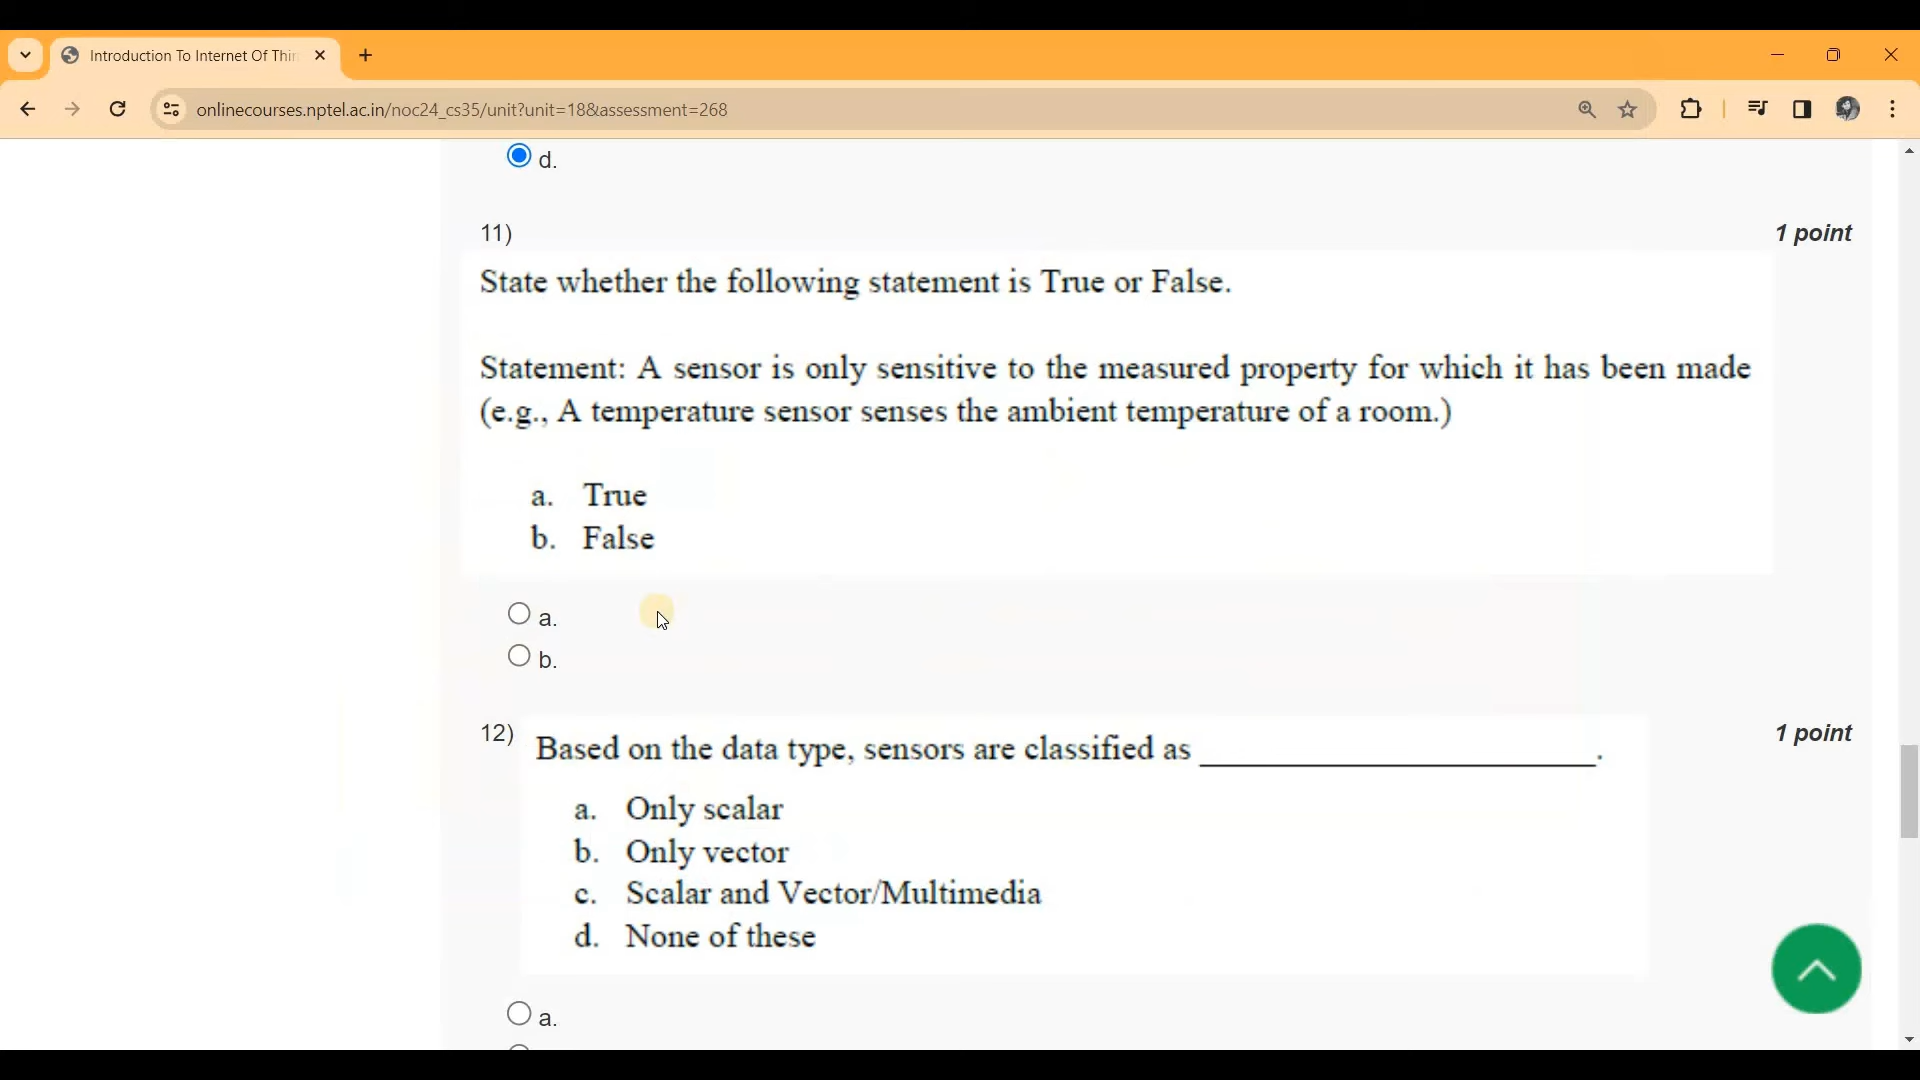 Introduction To Internet Of Thin
onlinecourses.nptel.ac.in/noc24_cs35/unit?unit=18&assessment=268
d.
11)
1 point
State whether the following statement is True or False.
Statement: A sensor is only sensitive to the measured property for which it has been made
(e.g., A temperature sensor senses the ambient temperature of a room.)
a. True
b. False
a.
b.
12)
1 point
Based on the data type, sensors are classified as ______________________.
a. Only scalar
b. Only vector
c. Scalar and Vector/Multimedia
d. None of these
a.